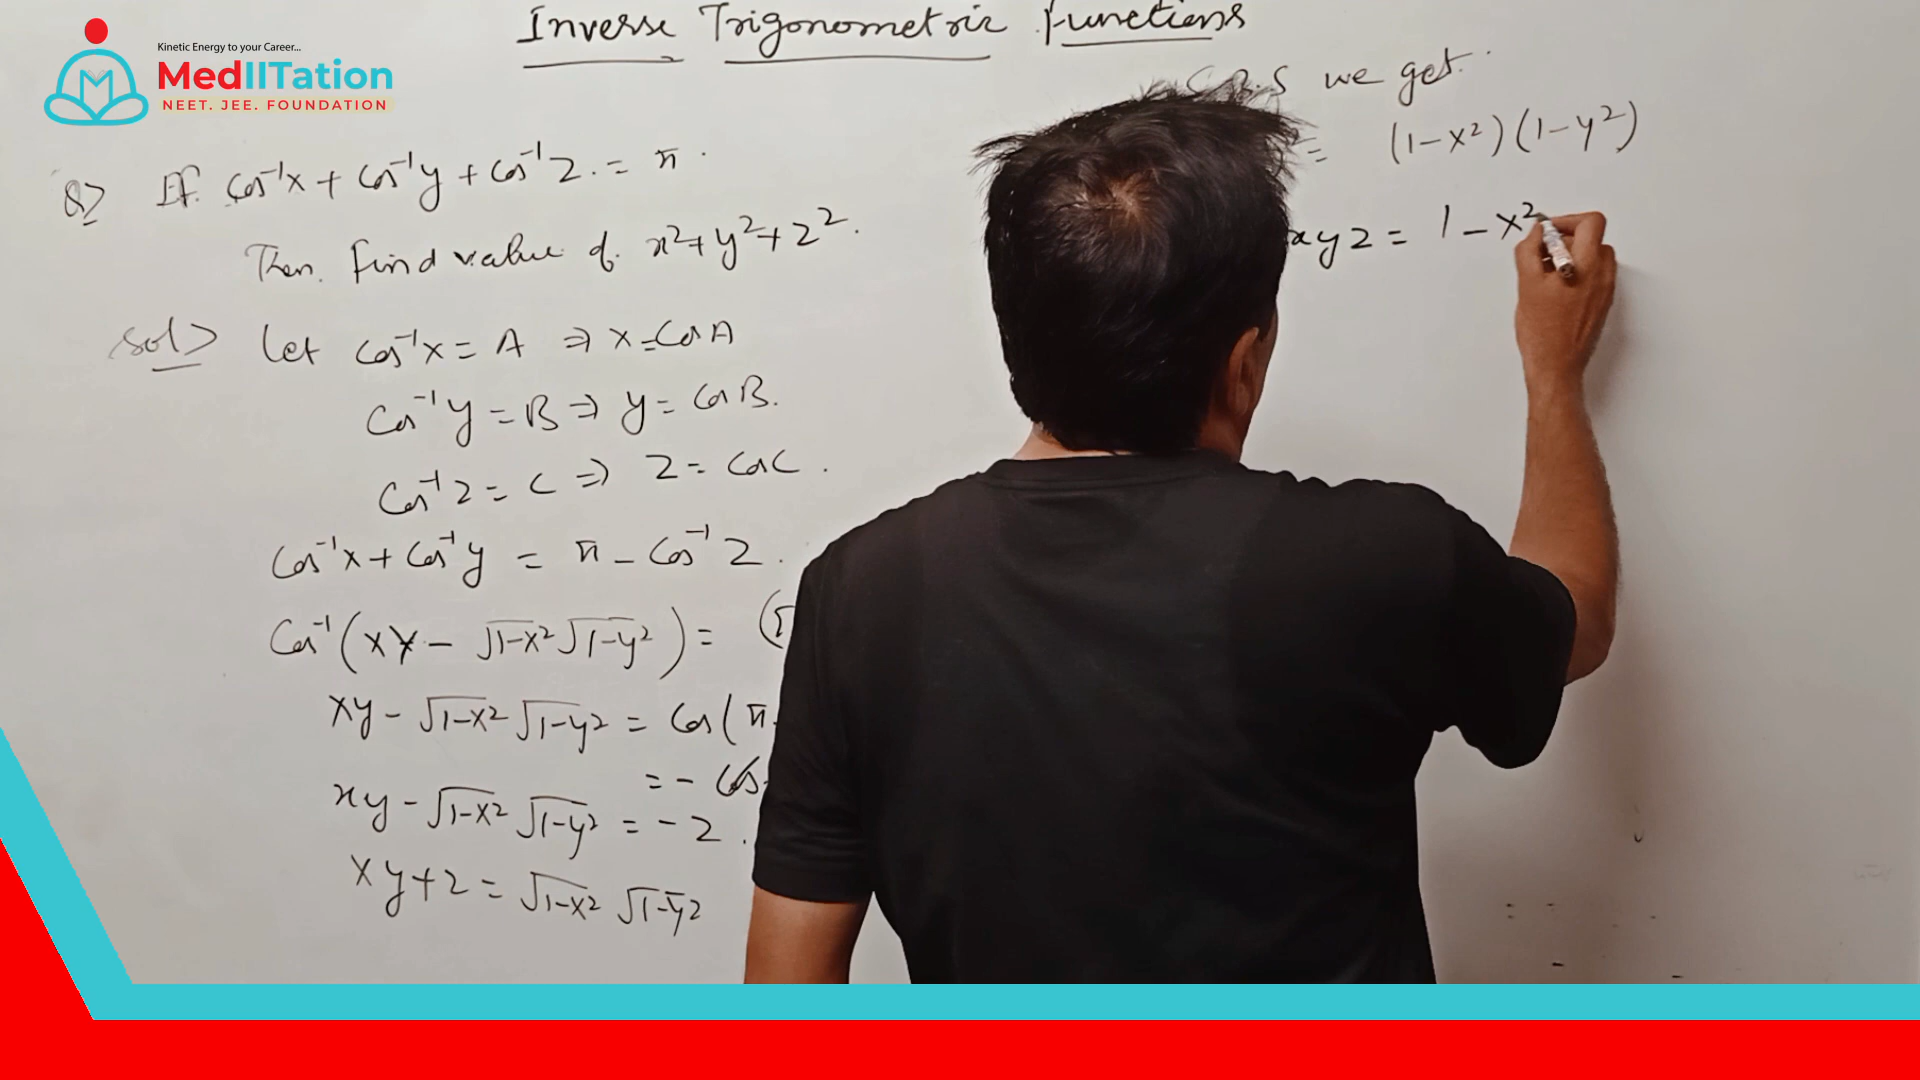 Inverse Trigonometric Functions
Kinetic Energy to your Career...
MedIITation
NEET. JEE. FOUNDATION
Q> If Cos⁻¹x + Cos⁻¹y + Cos⁻¹z = π.
Then Find value of x²+y²+z².
Sol> Let Cos⁻¹x = A ⇒ x = Cos A
Cos⁻¹y = B ⇒ y = Cos B.
Cos⁻¹z = C ⇒ z = Cos C.
Cos⁻¹x + Cos⁻¹y = π - Cos⁻¹z.
Cos⁻¹(xy - √1-x² √1-y²) = (π
xy - √1-x² √1-y² = Cos(π
= - Cos
xy - √1-x² √1-y² = - z.
xy + z = √1-x² √1-y²
S we get.
² = (1-x²)(1-y²)
xyz = 1 - x²